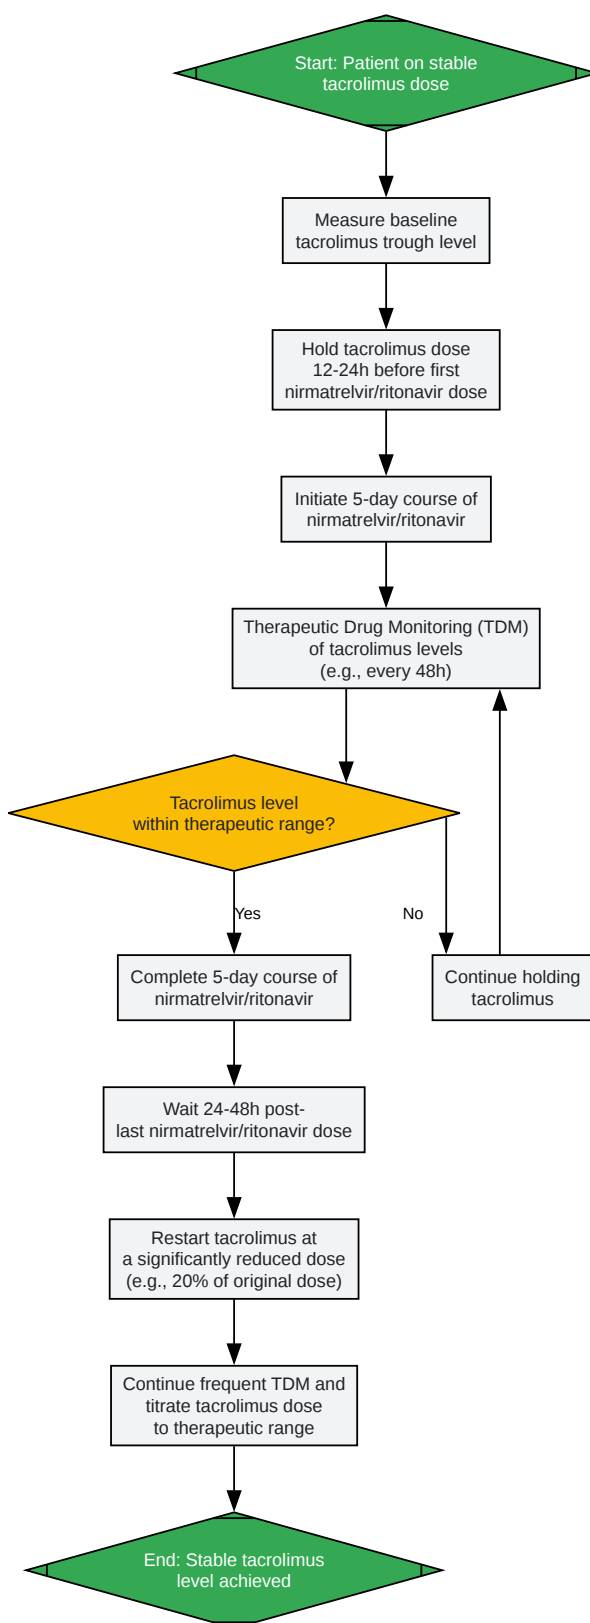 Start: Patient on stable
tacrolimus dose
Measure baseline
tacrolimus trough level
Hold tacrolimus dose
12-24h before first
nirmatrelvir/ritonavir dose
Initiate 5-day course of
nirmatrelvir/ritonavir
Therapeutic Drug Monitoring (TDM)
of tacrolimus levels
(e.g., every 48h)
Tacrolimus level
within therapeutic range?
Yes
No
Complete 5-day course of
nirmatrelvir/ritonavir
Continue holding
tacrolimus
Wait 24-48h post-
last nirmatrelvir/ritonavir dose
Restart tacrolimus at
a significantly reduced dose
(e.g., 20% of original dose)
Continue frequent TDM and
titrate tacrolimus dose
to therapeutic range
End: Stable tacrolimus
level achieved